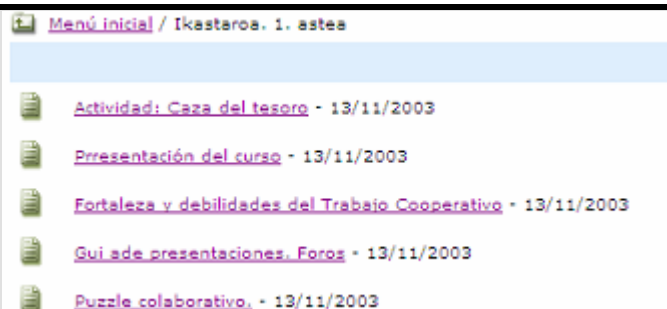 Menú inicial / Ikastaroa. 1. astea
Actividad: Caza del tesoro - 13/11/2003
Prresentación del curso - 13/11/2003
Fortaleza y debilidades del Trabajo Cooperativo - 13/11/2003
Gui ade presentaciones. Foros - 13/11/2003
Puzzle colaborativo. - 13/11/2003